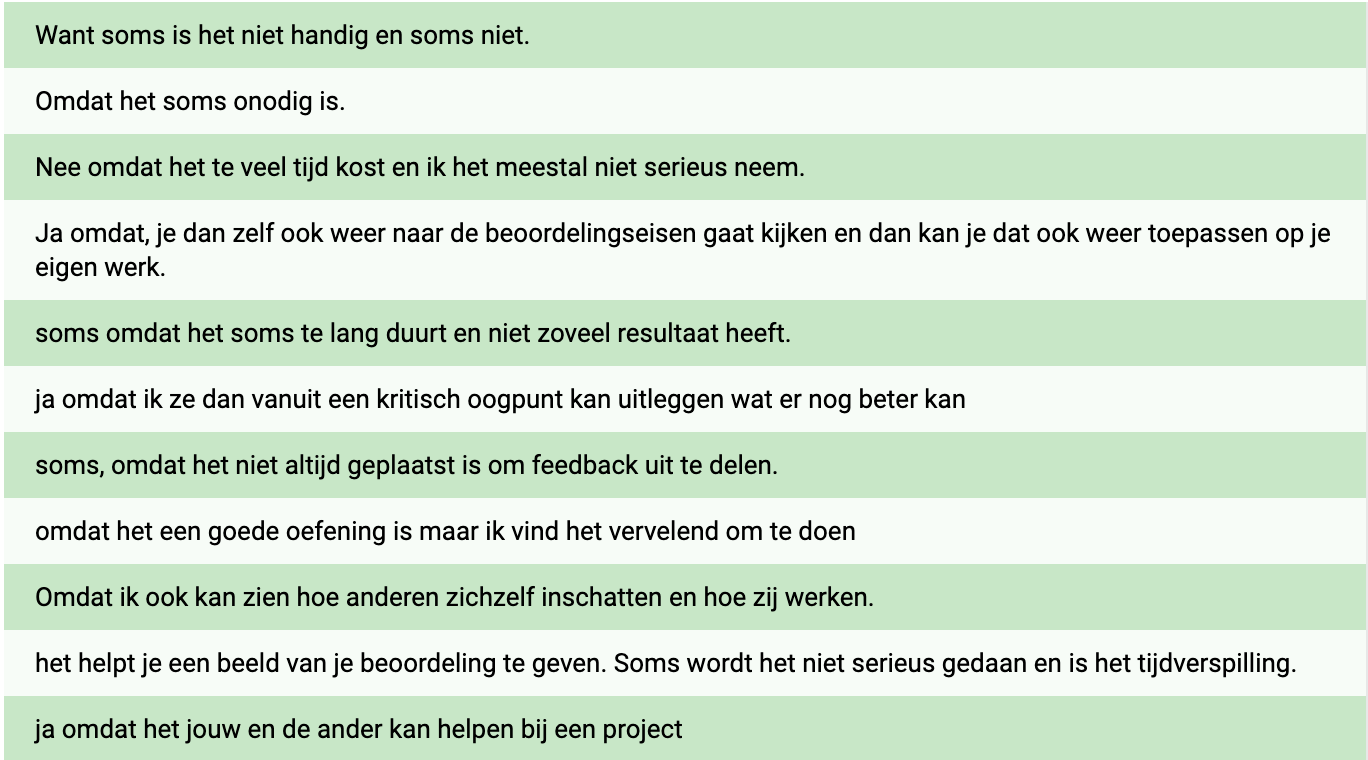 Want soms is het niet handig en soms niet.
Omdat het soms onodig is.
Nee omdat het te veel tijd kost en ik het meestal niet serieus neem.
Ja omdat, je dan zelf ook weer naar de beoordelingseisen gaat kijken en dan kan je dat ook weer toepassen op je
eigen werk.
soms omdat het soms te lang duurt en niet zoveel resultaat heeft.
ja omdat ik ze dan vanuit een kritisch oogpunt kan uitleggen wat er nog beter kan
soms, omdat het niet altijd geplaatst is om feedback uit te delen.
omdat het een goede oefening is maar ik vind het vervelend om te doen
Omdat ik ook kan zien hoe anderen zichzelf inschatten en hoe zij werken.
het helpt je een beeld van je beoordeling te geven. Soms wordt het niet serieus gedaan en is het tijdverspilling.
ja omdat het jouw en de ander kan helpen bij een project